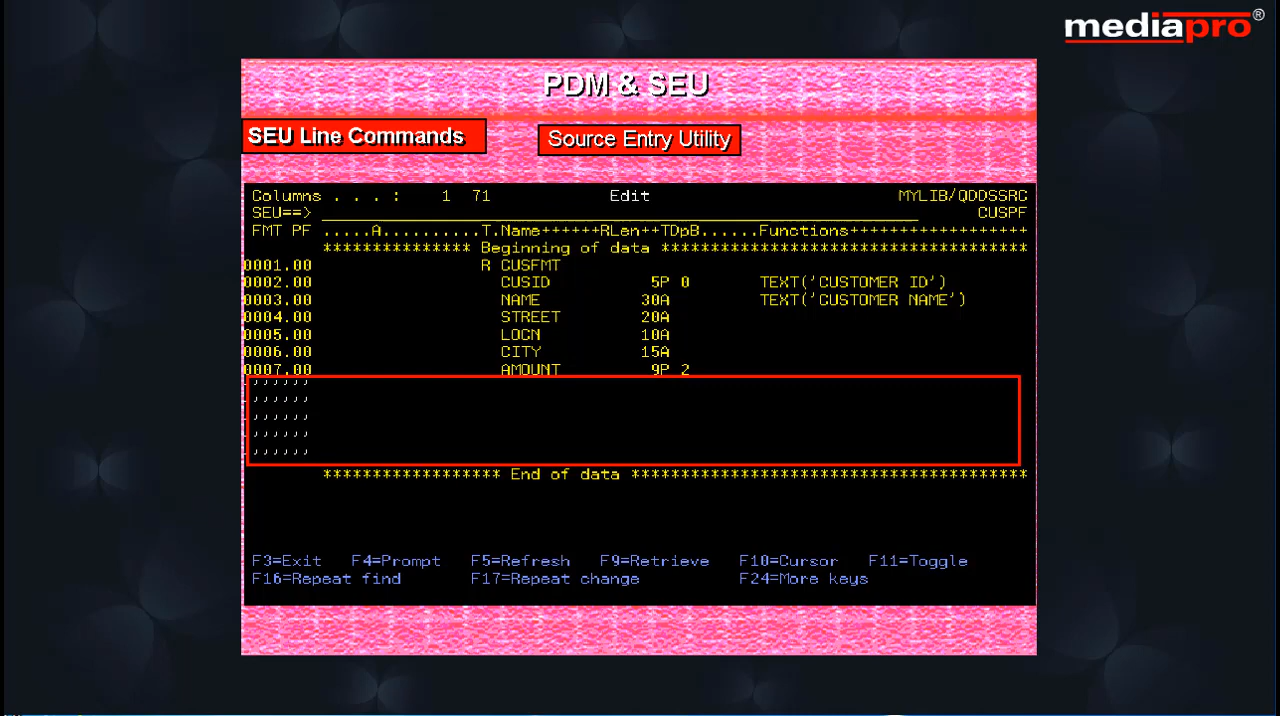 mediapro®
PDM & SEU
SEU Line Commands
Source Entry Utility
Columns . . . : 1 71 Edit MYLIB/QDDSSRC
SEU==> CUSPF
FMT PF .....A..........T.Name++++++RLen++TDpB......Functions++++++++++++++++++
*************** Beginning of data *************************************
0001.00 R CUSFMT
0002.00 CUSID 5P 0 TEXT('CUSTOMER ID')
0003.00 NAME 30A TEXT('CUSTOMER NAME')
0004.00 STREET 20A
0005.00 LOCN 10A
0006.00 CITY 15A
0007.00 AMOUNT 9P 2
''''''
''''''
''''''
''''''
''''''
****************** End of data ****************************************
F3=Exit F4=Prompt F5=Refresh F9=Retrieve F10=Cursor F11=Toggle
F16=Repeat find F17=Repeat change F24=More keys